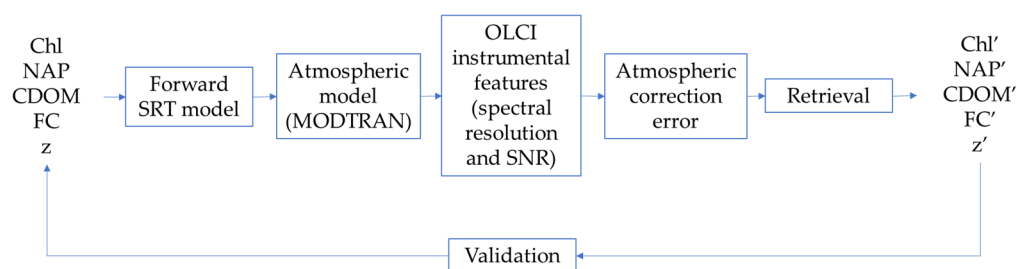 Chl
NAP
CDOM
FC
z
Forward
SRT model
Atmospheric
model
(MODTRAN)
OLCI
instrumental
features
(spectral
resolution
and SNR)
Atmospheric
correction
error
Retrieval
Chl’
NAP’
CDOM’
FC’
z’
Validation